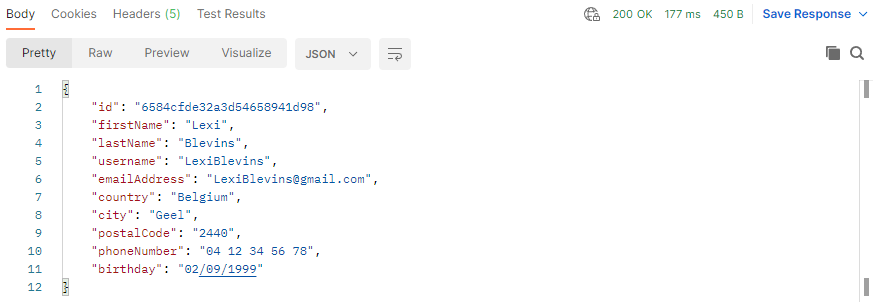 Body Cookies Headers (5) Test Results 200 OK 177 ms 450 B Save Response
Pretty Raw Preview Visualize JSON
1 {
2 "id": "6584cfde32a3d54658941d98",
3 "firstName": "Lexi",
4 "lastName": "Blevins",
5 "username": "LexiBlevins",
6 "emailAddress": "LexiBlevins@gmail.com",
7 "country": "Belgium",
8 "city": "Geel",
9 "postalCode": "2440",
10 "phoneNumber": "04 12 34 56 78",
11 "birthday": "02/09/1999"
12 }